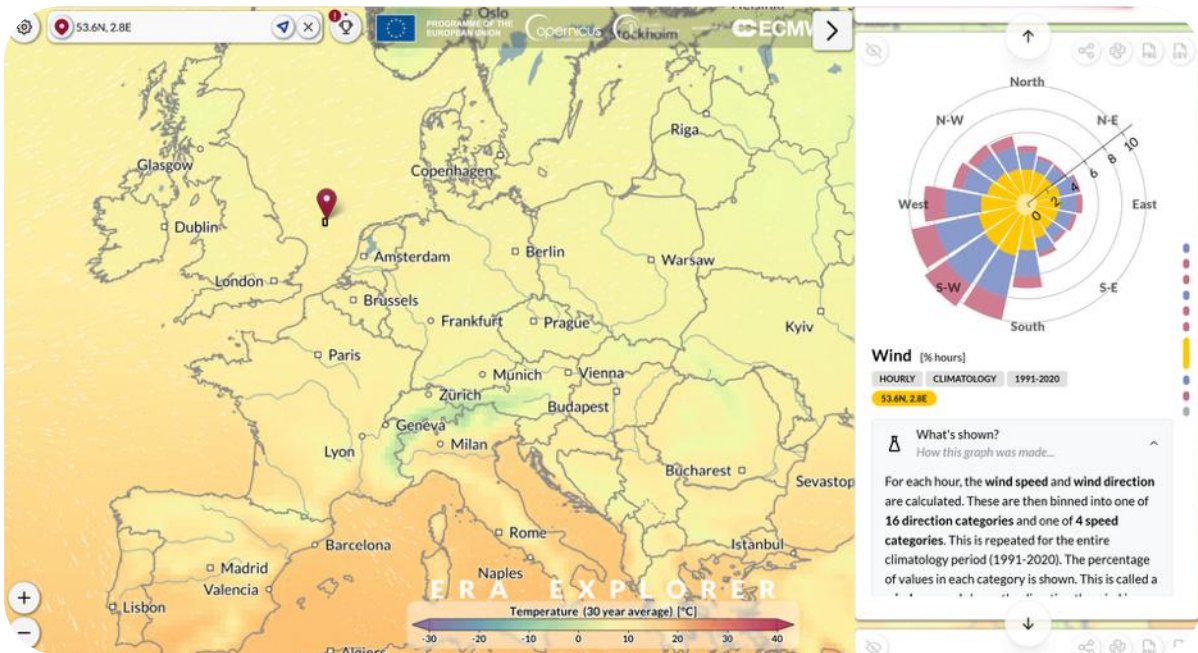 53.6N, 2.8E
PROGRAMME OF THE
EUROPEAN UNION
Copernicus
ECMW
Oslo
Stockholm
Helsinki
Riga
Glasgow
Copenhagen
Dublin
Amsterdam
Berlin
Warsaw
London
Brussels
Frankfurt
Prague
Kyiv
Paris
Munich
Vienna
Zürich
Budapest
Geneva
Lyon
Milan
Bucharest
Sevastop
Barcelona
Rome
Istanbul
Madrid
Naples
Valencia
Lisbon
Algiers
ERA EXPLORER
Temperature (30 year average) [°C]
-30 -20 -10 0 10 20 30 40
+
−
North
N-W
N-E
10
8
6
4
2
0
West
East
S-W
S-E
South
Wind [% hours]
HOURLY CLIMATOLOGY 1991-2020
53.6N, 2.8E
What's shown?
How this graph was made...
For each hour, the wind speed and wind direction
are calculated. These are then binned into one of
16 direction categories and one of 4 speed
categories. This is repeated for the entire
climatology period (1991-2020). The percentage
of values in each category is shown. This is called a